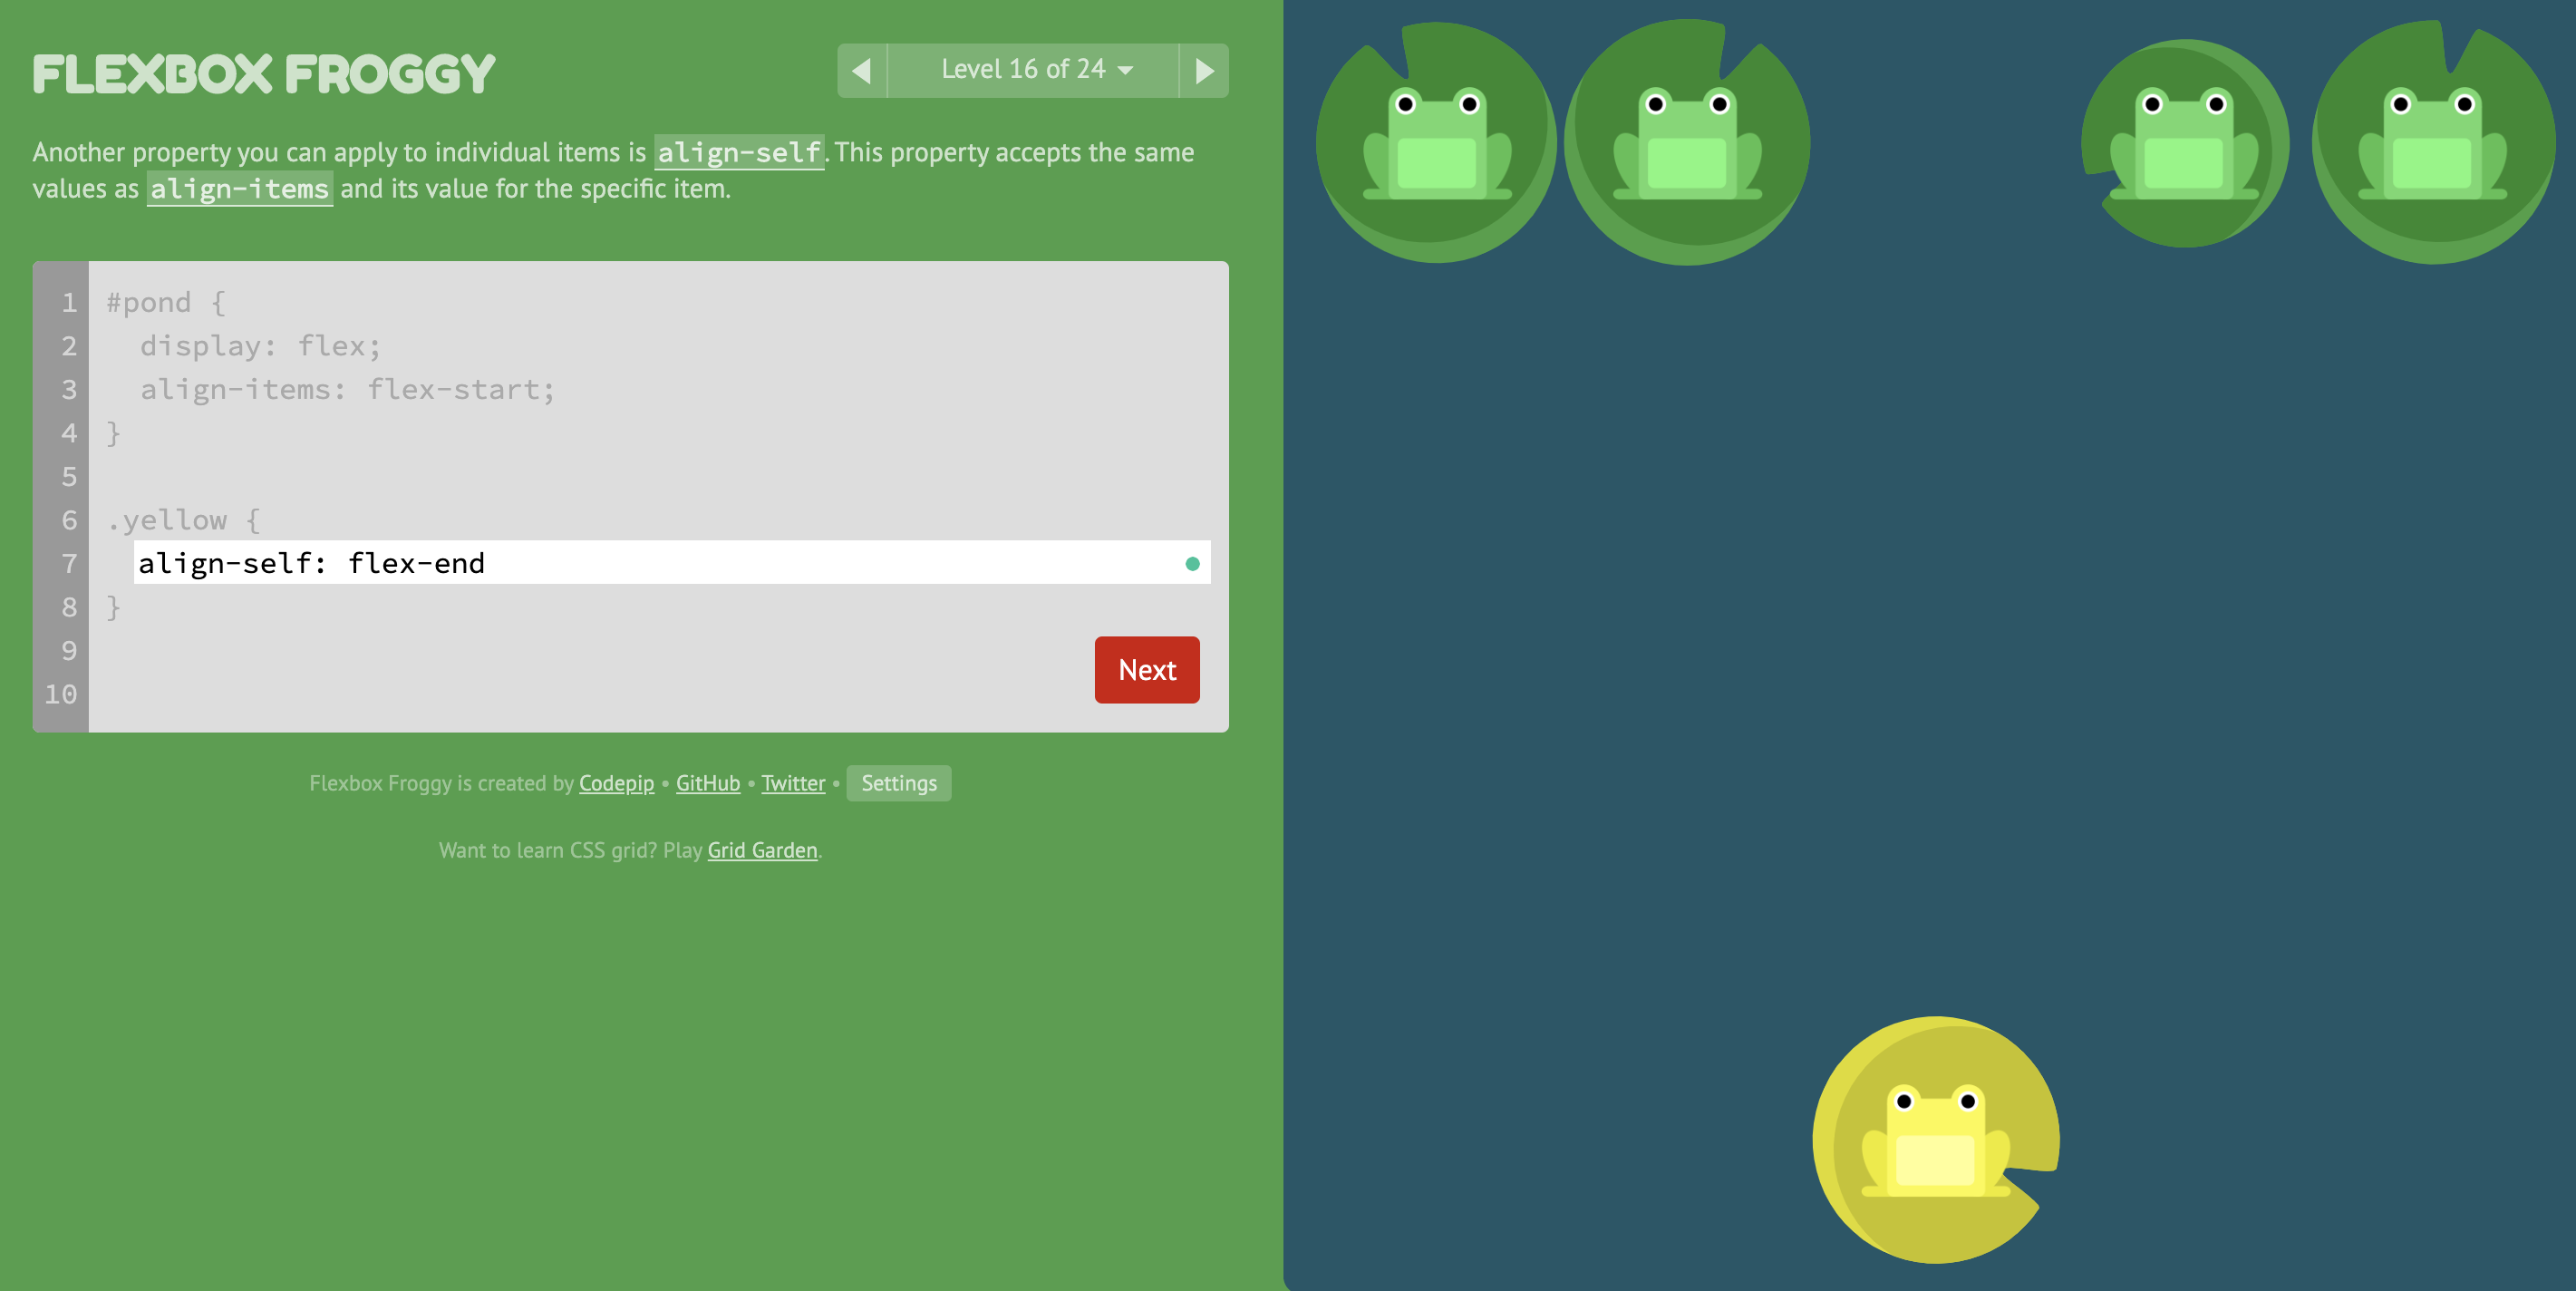 FLEXBOX FROGGY
Level 16 of 24
Another property you can apply to individual items is align-self. This property accepts the same
values as align-items and its value for the specific item.
1 #pond {
2 display: flex;
3 align-items: flex-start;
4 }
5
6 .yellow {
7 align-self: flex-end
8 }
9
10
Next
Flexbox Froggy is created by Codepip • GitHub • Twitter • Settings
Want to learn CSS grid? Play Grid Garden.